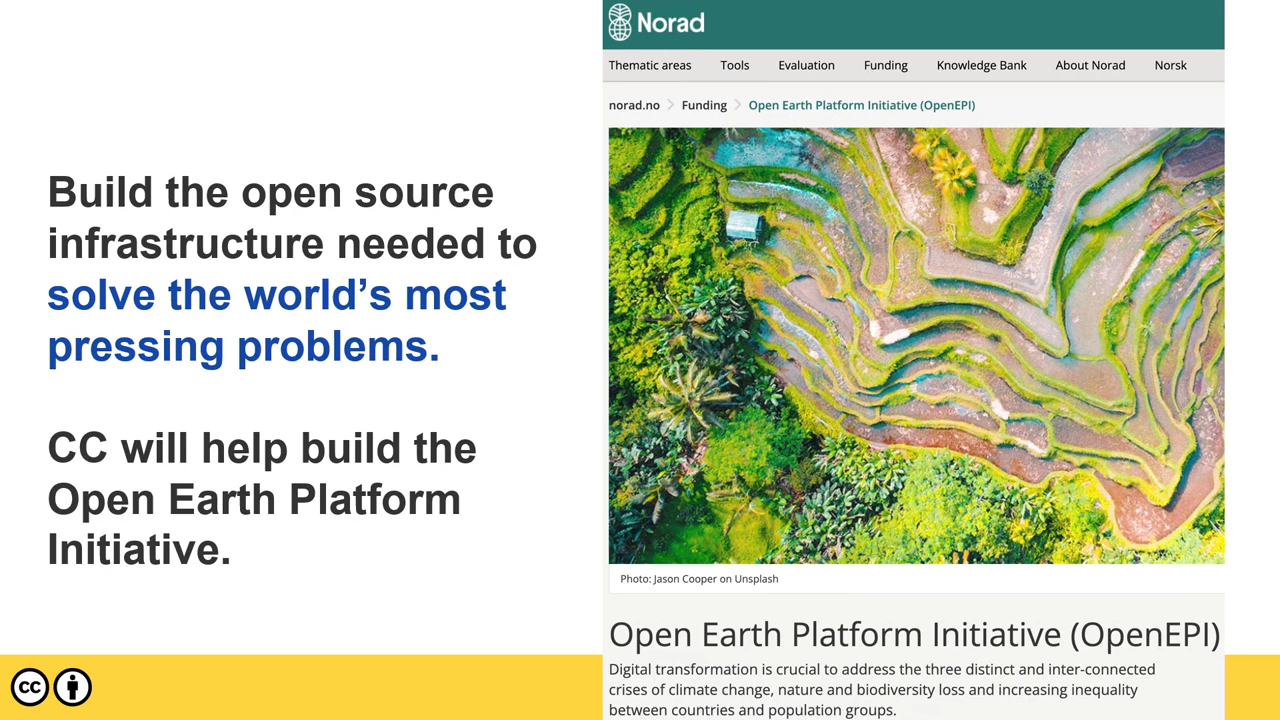 Build the open source
infrastructure needed to
solve the world’s most
pressing problems.
CC will help build the
Open Earth Platform
Initiative.
cc
Norad
Thematic areas Tools Evaluation Funding Knowledge Bank About Norad Norsk
norad.no > Funding > Open Earth Platform Initiative (OpenEPI)
Photo: Jason Cooper on Unsplash
Open Earth Platform Initiative (OpenEPI)
Digital transformation is crucial to address the three distinct and inter-connected
crises of climate change, nature and biodiversity loss and increasing inequality
between countries and population groups.